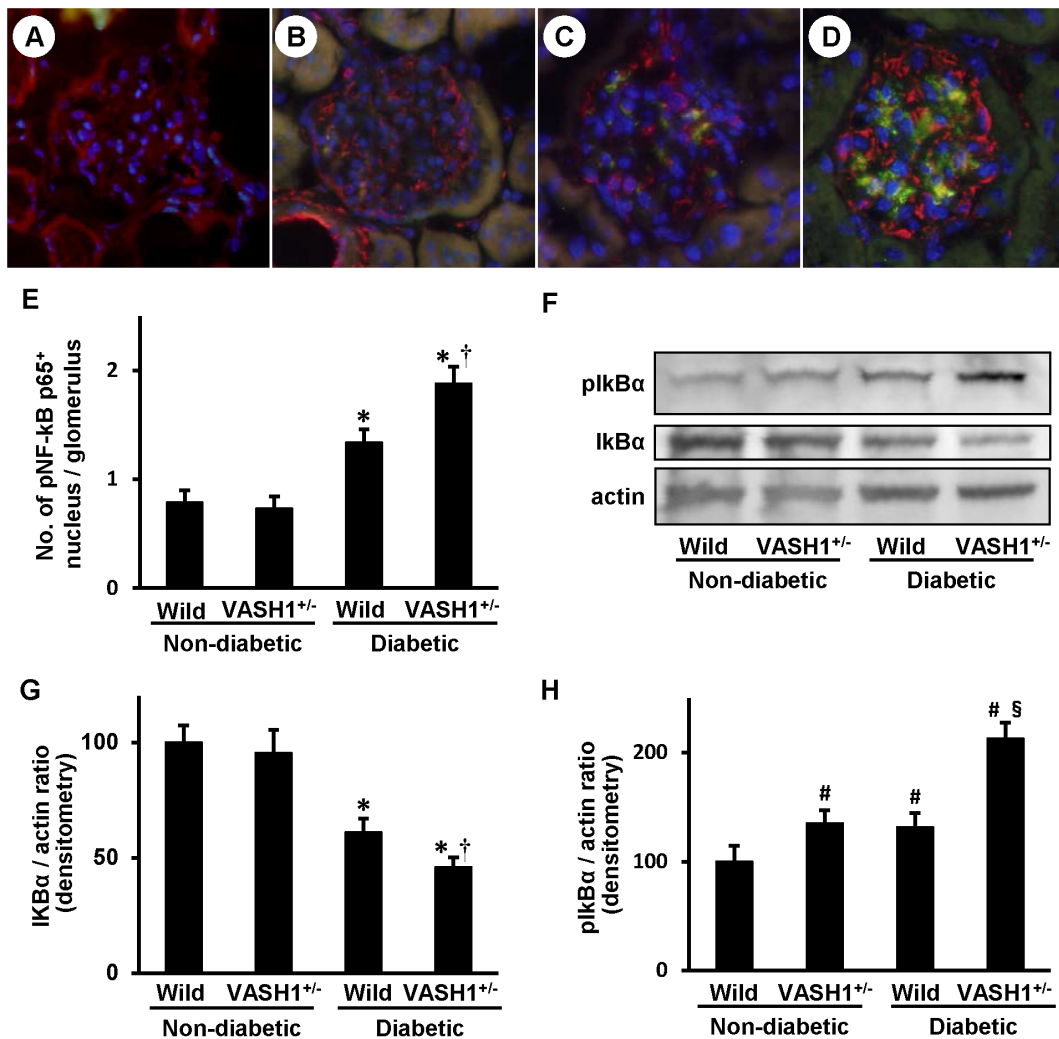 A
B
C
D
E
No. of pNF-kB p65⁺
nucleus / glomerulus
2
1
0
*
* †
Wild VASH1⁺/⁻ Wild VASH1⁺/⁻
Non-diabetic Diabetic
F
pIkBα
IkBα
actin
Wild VASH1⁺/⁻ Wild VASH1⁺/⁻
Non-diabetic Diabetic
G
IKBα / actin ratio
(densitometry)
100
50
0
*
* †
Wild VASH1⁺/⁻ Wild VASH1⁺/⁻
Non-diabetic Diabetic
H
pIkBα / actin ratio
(densitometry)
200
100
0
#
#
# §
Wild VASH1⁺/⁻ Wild VASH1⁺/⁻
Non-diabetic Diabetic